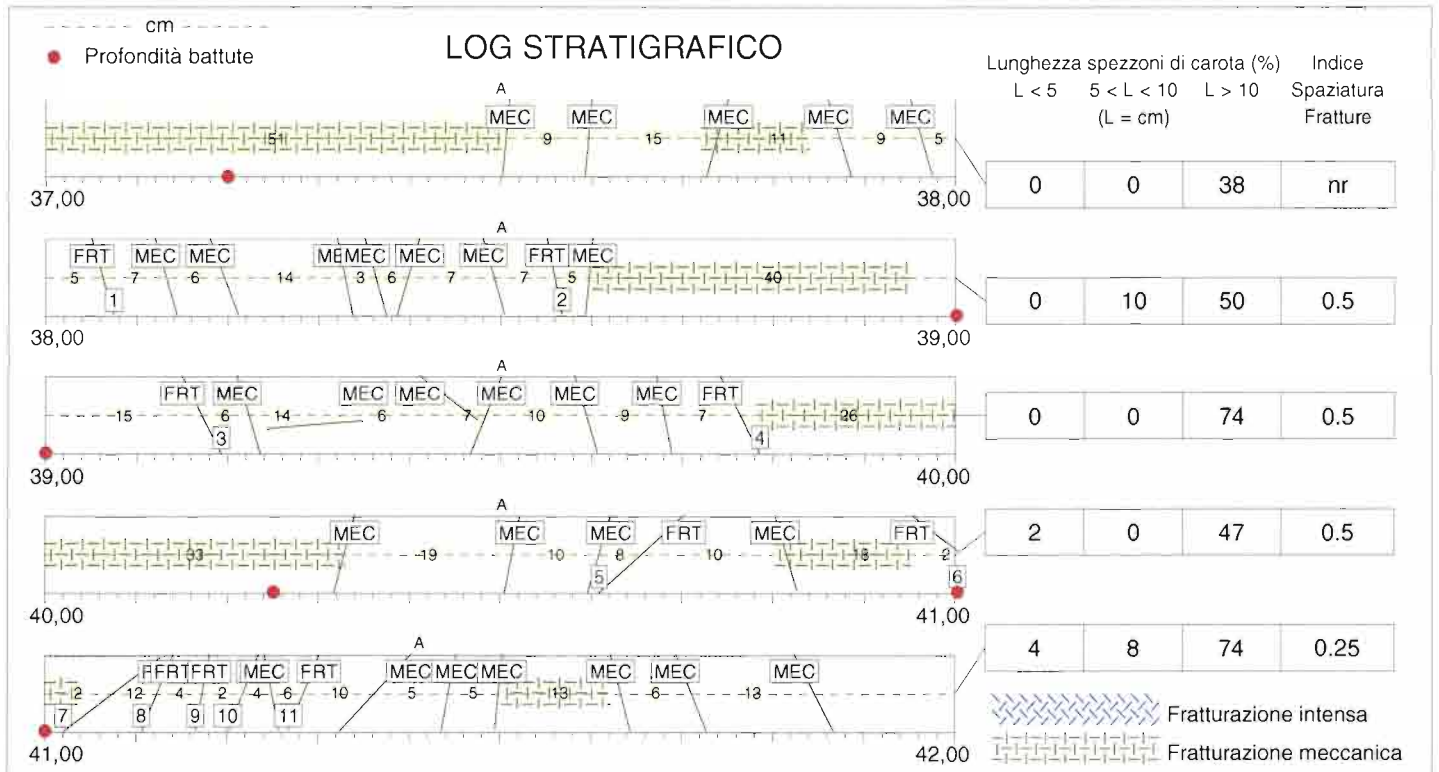 cm
Profondità battute
LOG STRATIGRAFICO
Lunghezza spezzoni di carota (%)
Indice
L < 5
5 < L < 10
L > 10
Spaziatura
(L = cm)
Fratture
A
MEC MEC MEC MEC MEC
51 9 15 11 9 5
37,00 38,00
0 0 38 nr
A
FRT MEC MEC MEC MEC MEC FRT MEC
5 7 6 14 3 6 7 7 5 40
1 2
38,00 39,00
0 10 50 0.5
A
FRT MEC MEC MEC MEC MEC MEC FRT
15 6 14 6 7 10 9 7 26
3 4
39,00 40,00
0 0 74 0.5
A
MEC MEC MEC FRT MEC FRT
33 19 10 8 10 2
5 6
40,00 41,00
2 0 47 0.5
A
FRT FRT MEC FRT MEC MEC MEC MEC MEC MEC
2 12 4 2 4 6 10 5 5 13 6 13
7 8 9 10 11
41,00 42,00
4 8 74 0.25
Fratturazione intensa
Fratturazione meccanica